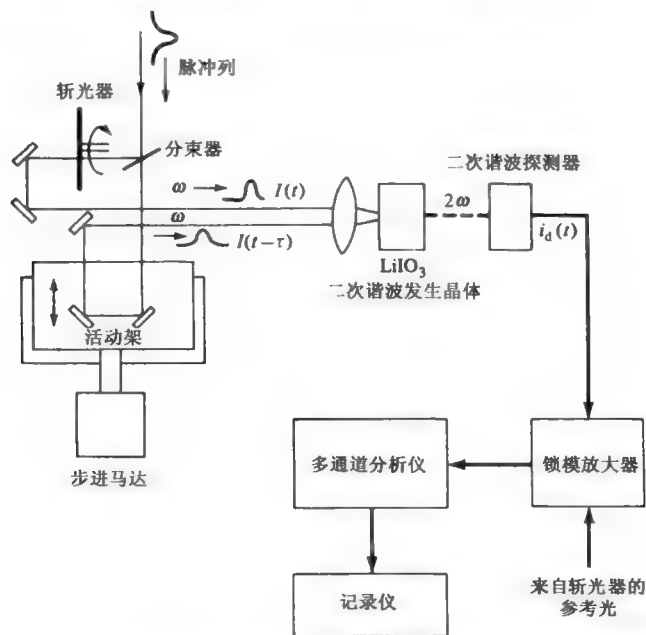 脉冲列
斩光器
分束器
二次谐波探测器
ω
I(t)
2ω
ω
i_d(t)
I(t−τ)
LiIO₃
二次谐波发生晶体
活动架
步进马达
多通道分析仪
锁模放大器
记录仪
来自斩光器的
参考光